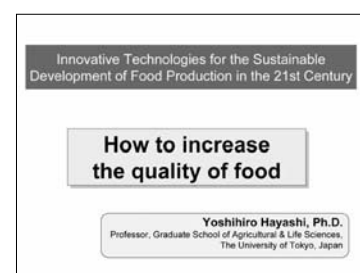 Innovative Technologies for the Sustainable
Development of Food Production in the 21st Century
How to increase
the quality of food
Yoshihiro Hayashi, Ph.D.
Professor, Graduate School of Agricultural & Life Sciences,
The University of Tokyo, Japan